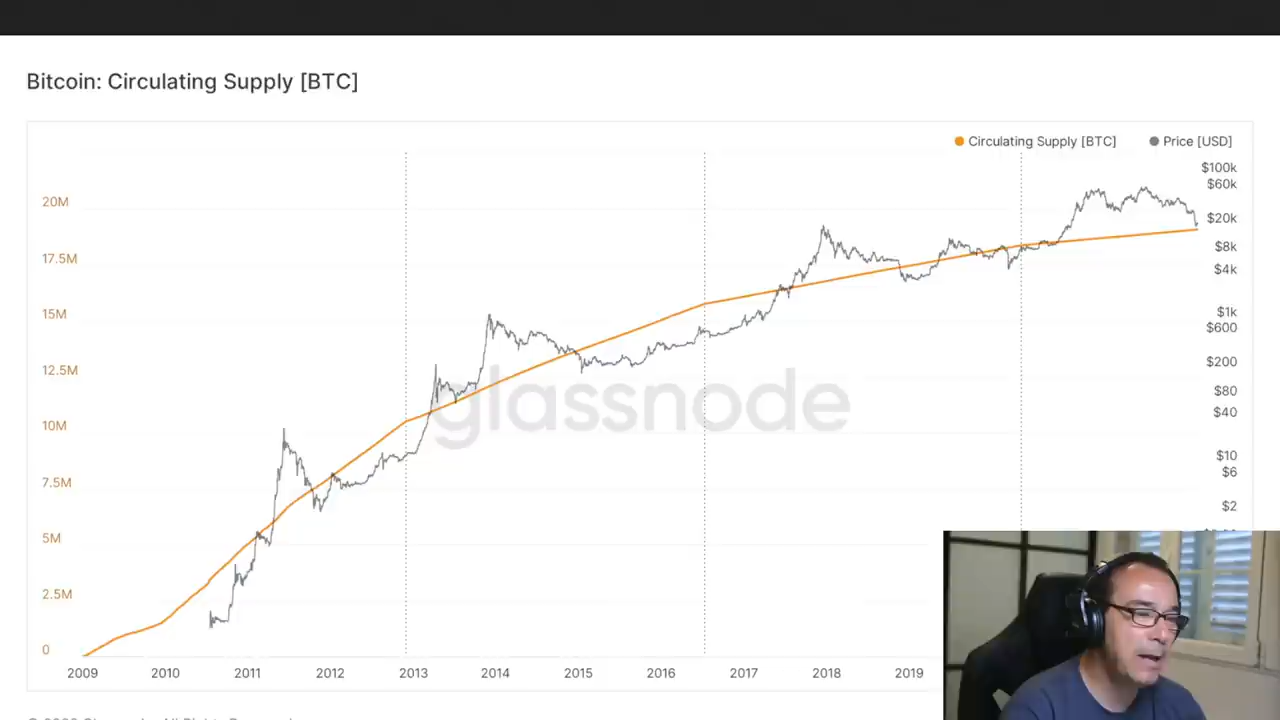 Bitcoin: Circulating Supply [BTC]
Circulating Supply [BTC] Price [USD]
$100k
$60k
20M
$20k
$8k
17.5M
$4k
15M
$1k
$600
12.5M
$200
$80
glassnode
$40
10M
$10
7.5M
$6
$2
5M
2.5M
0
2009 2010 2011 2012 2013 2014 2015 2016 2017 2018 2019